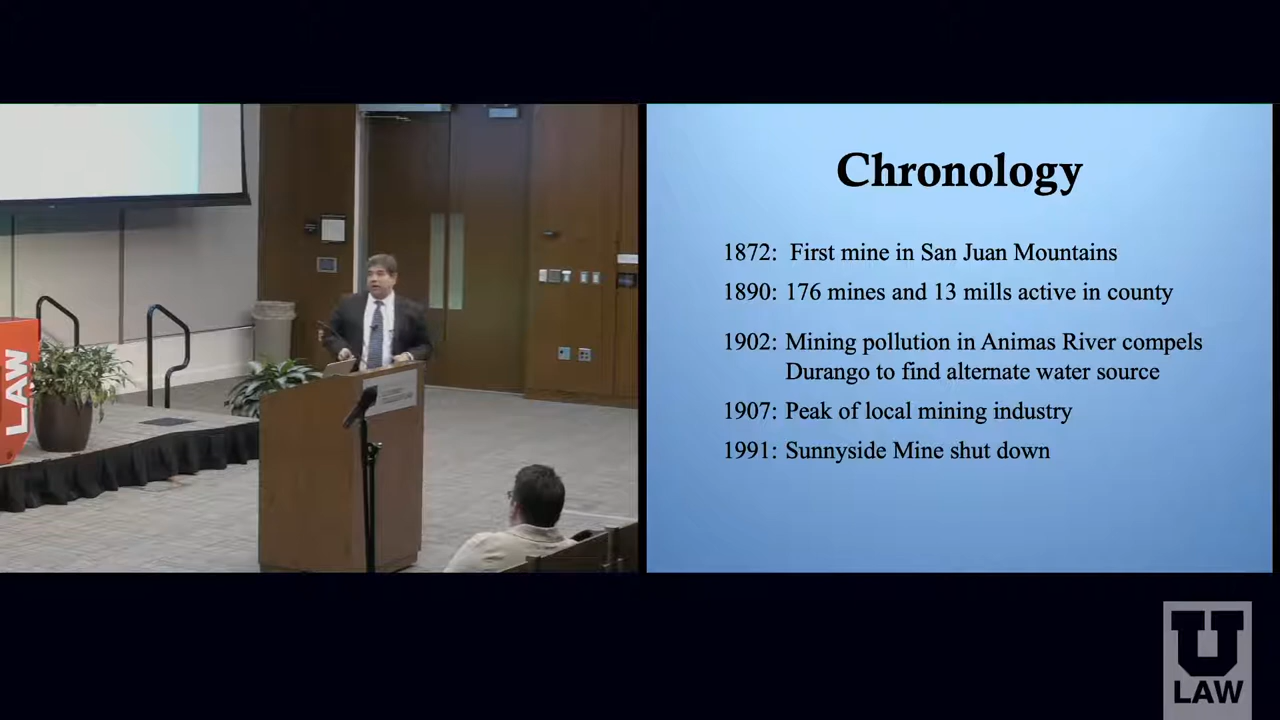 LAW
Chronology
1872: First mine in San Juan Mountains
1890: 176 mines and 13 mills active in county
1902: Mining pollution in Animas River compels
Durango to find alternate water source
1907: Peak of local mining industry
1991: Sunnyside Mine shut down
U
LAW